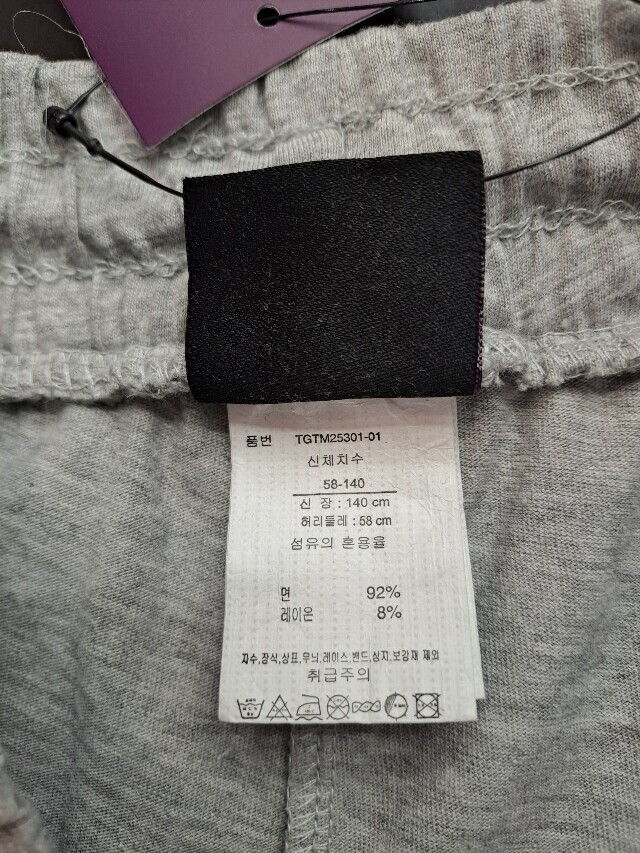 품번 TGTM25301-01
신체치수
58-140
신 장 : 140 cm
허리둘레 : 58 cm
섬유의 혼용율
면 92%
레이온 8%
자수,장식,상표,무늬,레이스,밴드,심지,보강재 제외
취급주의